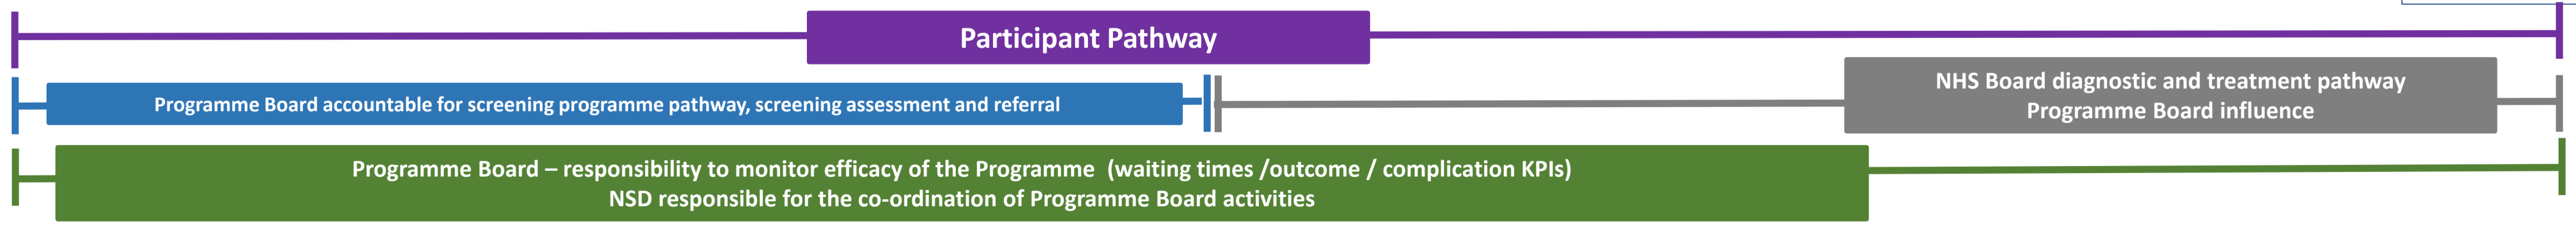 Participant Pathway
Programme Board accountable for screening programme pathway, screening assessment and referral
NHS Board diagnostic and treatment pathway
Programme Board influence
Programme Board – responsibility to monitor efficacy of the Programme  (waiting times /outcome / complication KPIs)
NSD responsible for the co-ordination of Programme Board activities